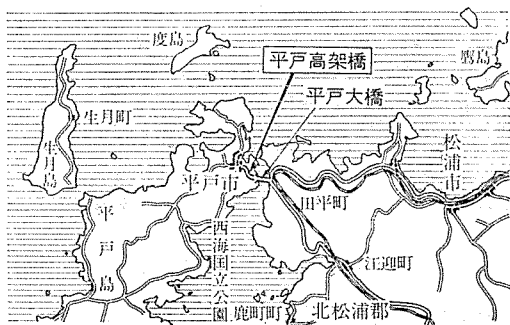 度島
鷹島
平戸高架橋
平戸大橋
生月町
生月島
松浦市
平戸市
田平町
平戸島
西海国立公園
江迎町
鹿町町
北松浦郡